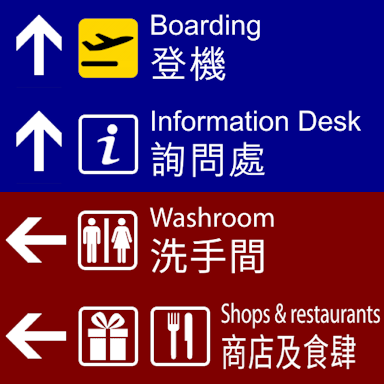 Boarding
登機
Information Desk
詢問處
Washroom
洗手間
Shops & restaurants
商店及食肆